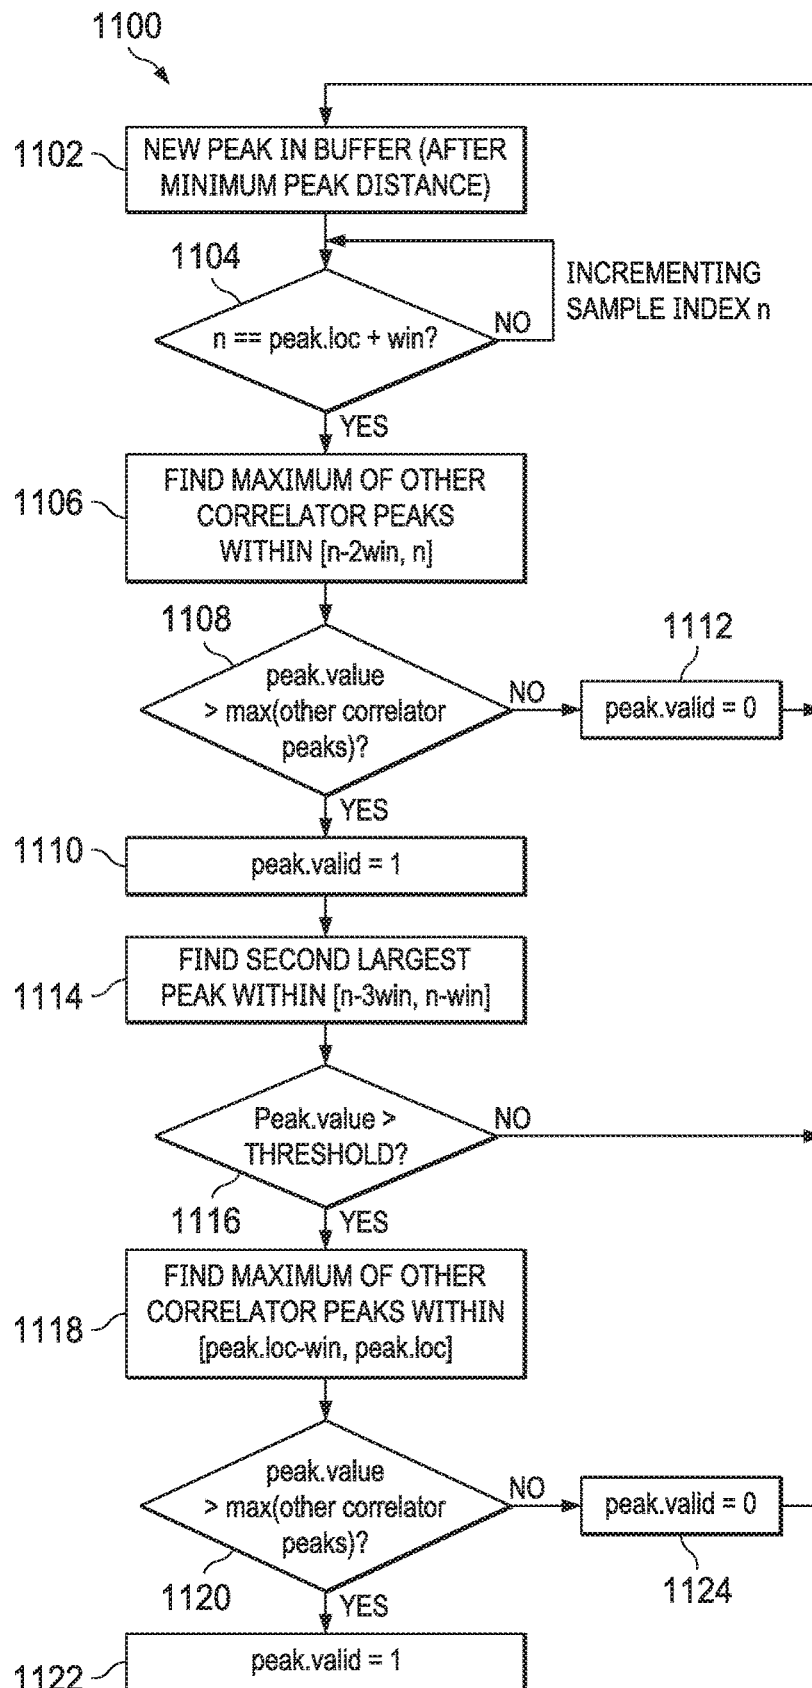 1100
1102
NEW PEAK IN BUFFER (AFTER
MINIMUM PEAK DISTANCE)
1104
n == peak.loc + win?
NO
INCREMENTING
SAMPLE INDEX n
YES
1106
FIND MAXIMUM OF OTHER
CORRELATOR PEAKS
WITHIN [n-2win, n]
1108
peak.value
> max(other correlator
peaks)?
NO
1112
peak.valid = 0
YES
1110
peak.valid = 1
1114
FIND SECOND LARGEST
PEAK WITHIN [n-3win, n-win]
Peak.value >
THRESHOLD?
NO
1116
YES
1118
FIND MAXIMUM OF OTHER
CORRELATOR PEAKS WITHIN
[peak.loc-win, peak.loc]
peak.value
> max(other correlator
peaks)?
NO
peak.valid = 0
1120
1124
YES
1122
peak.valid = 1